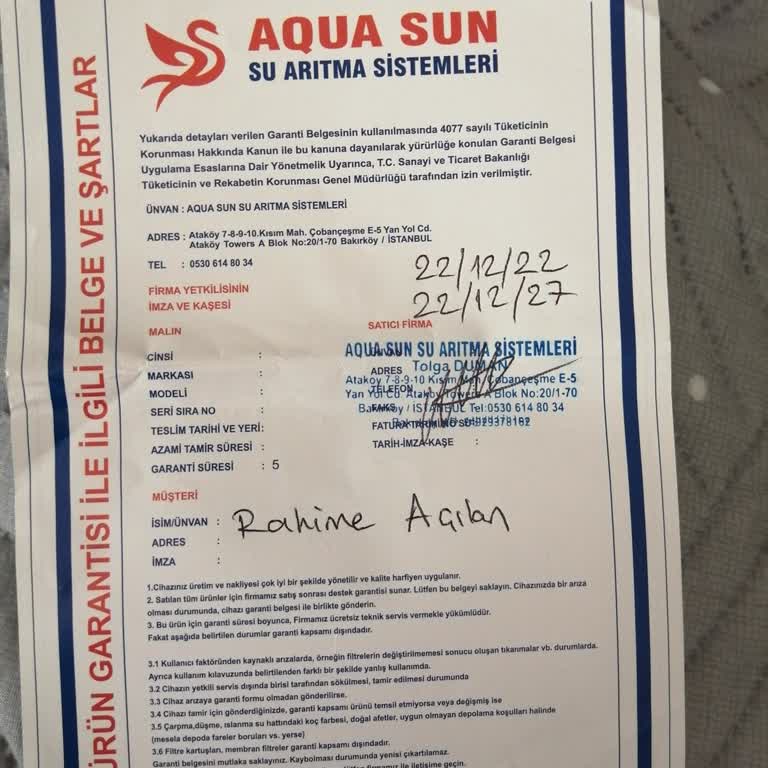 AQUA SUN
SU ARITMA SİSTEMLERİ
ÜRÜN GARANTİSİ İLE İLGİLİ BELGE VE ŞARTLAR
Yukarıda detayları verilen Garanti Belgesinin kullanılmasında 4077 sayılı Tüketicinin
Korunması Hakkında Kanun ile bu kanuna dayanılarak yürürlüğe konulan Garanti Belgesi
Uygulama Esaslarına Dair Yönetmelik Uyarınca, T.C. Sanayi ve Ticaret Bakanlığı
Tüketicinin ve Rekabetin Korunması Genel Müdürlüğü tarafından izin verilmiştir.
ÜNVAN : AQUA SUN SU ARITMA SİSTEMLERİ
ADRES : Ataköy 7-8-9-10.Kısım Mah. Çobançeşme E-5 Yan Yol Cd.
Ataköy Towers A Blok No:20/1-70 Bakırköy / İSTANBUL
TEL : 0530 614 80 34
22/12/22
22/12/27
FİRMA YETKİLİSİNİN
İMZA VE KAŞESİ
MALIN
CİNSİ :
MARKASI :
MODELİ :
SERİ SIRA NO :
TESLİM TARİHİ VE YERİ:
AZAMİ TAMİR SÜRESİ :
GARANTİ SÜRESİ : 5
SATICI FİRMA
AQUA SUN SU ARITMA SİSTEMLERİ
ADRES
Tolga DUMAN
Ataköy 7-8-9-10 Kısım Mah. Çobançeşme E-5
TELEFON
Yan Yol Cd. Ataköy Towers A Blok No:20/1-70
Bakırköy / İSTANBUL Tel:0530 614 80 34
TARİH-İMZA-KAŞE :
MÜŞTERİ
İSİM/ÜNVAN : Rahime Açılan
ADRES :
İMZA :
1.Cihazınız üretim ve nakliyesi çok iyi bir şekilde yönetilir ve kalite harfiyen uygulanır.
2. Satılan tüm ürünler için firmamız satış sonrası destek garantisi sunar. Lütfen bu belgeyi saklayın. Cihazınızda bir arıza
olması durumunda, cihazı garanti belgesi ile birlikte gönderin.
3. Bu ürün için garanti süresi boyunca, Firmamız ücretsiz teknik servis vermekle yükümlüdür.
Fakat aşağıda belirtilen durumlar garanti kapsamı dışındadır.
3.1 Kullanıcı faktöründen kaynaklı arızalarda, örneğin filtrelerin değiştirilmemesi sonucu oluşan tıkanmalar vb. durumlarda.
Ayrıca kullanım kılavuzunda belirtilenden farklı bir şekilde yanlış kullanımda.
3.2 Cihazın yetkili servis dışında birisi tarafından sökülmesi, tamir edilmesi durumunda
3.3 Cihaz arızaya garanti formu olmadan gönderilirse.
3.4 Cihazı tamir için gönderdiğinizde, garanti kapsamı ürünü temsil etmiyorsa veya değişmiş ise
3.5 Çarpma,düşme, ıslanma su hattındaki koç farbesi, doğal afetler, uygun olmayan depolama koşulları halinde
(mesela depoda fareler boruları vs. yerse)
3.6 Filtre kartuşları, membran filtreler garanti kapsamı dışındadır.
Garanti belgesini mutlaka saklayınız. Kaybolması durumunda yenisi çıkartılamaz.
ile iletişime geçin.